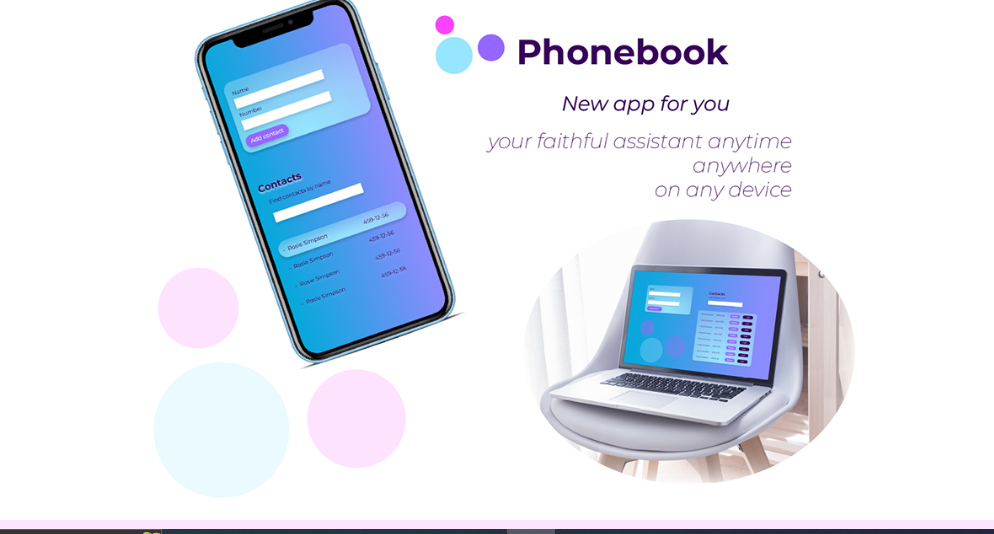 Phonebook
New app for you
your faithful assistant anytime
anywhere
on any device
Name
Number
Add contact
Contacts
Find contacts by name
Rosie Simpson 459-12-56
Rosie Simpson 459-12-56
Rosie Simpson 459-12-56
Rosie Simpson 459-12-56
Contacts